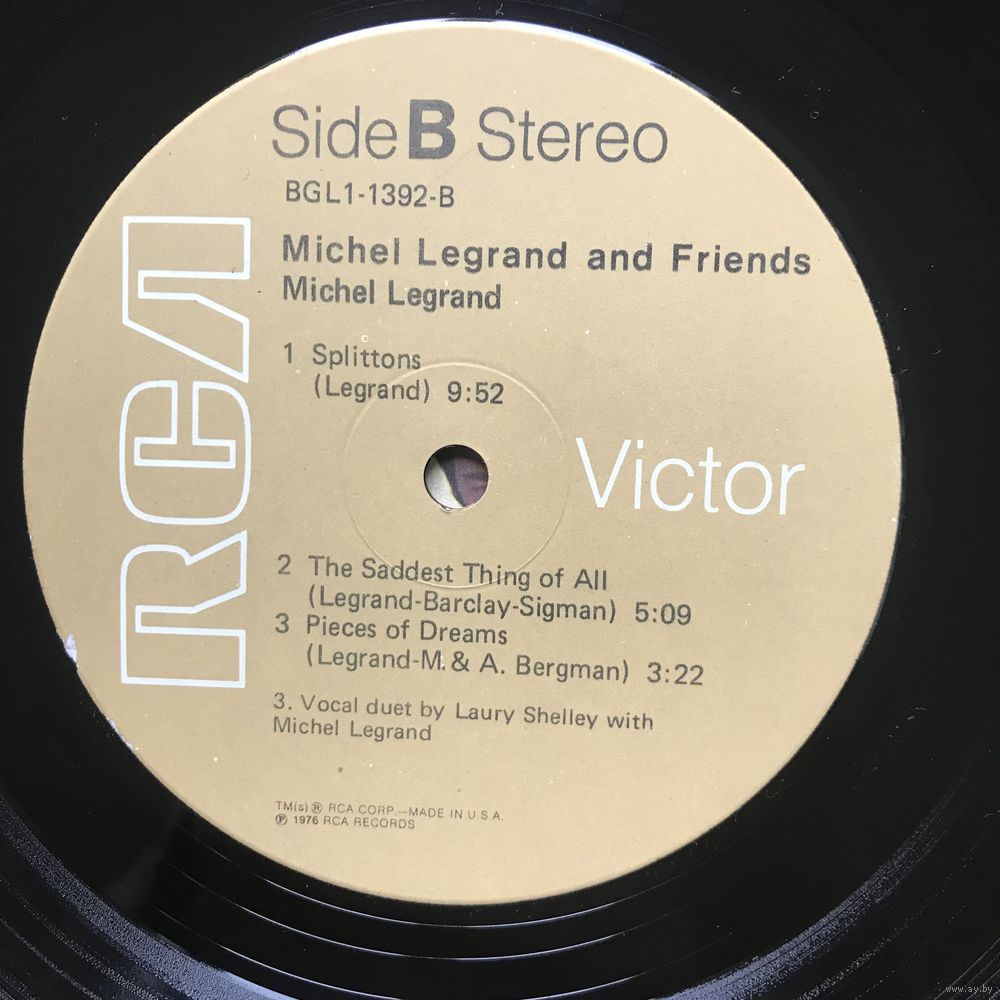 Side B Stereo
BGL1-1392-B
Michel Legrand and Friends
Michel Legrand
1 Splittons
(Legrand) 9:52
RCA
Victor
2 The Saddest Thing of All
(Legrand-Barclay-Sigman) 5:09
3 Pieces of Dreams
(Legrand-M. & A. Bergman) 3:22
3. Vocal duet by Laury Shelley with
Michel Legrand
TM(s) ® RCA CORP.—MADE IN U.S.A.
℗ 1976 RCA RECORDS
www.ay.by